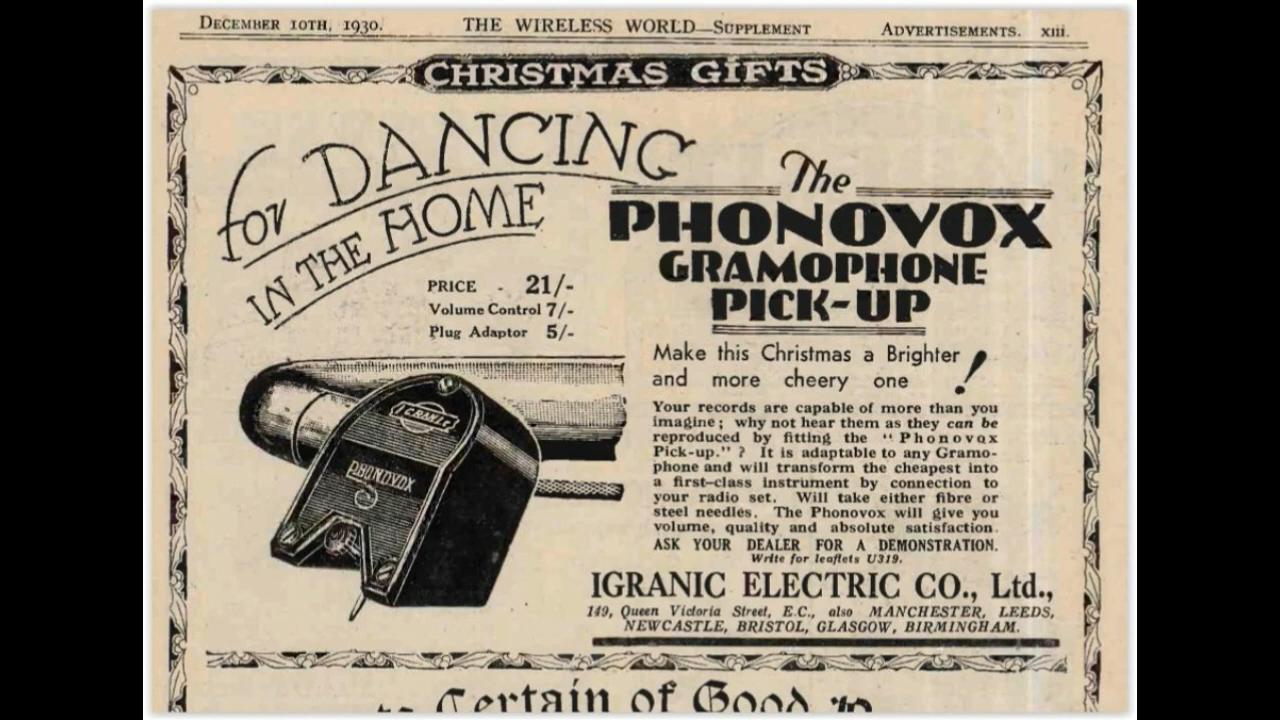 DECEMBER 10TH, 1930.
THE WIRELESS WORLD—SUPPLEMENT
ADVERTISEMENTS. xiii.
CHRISTMAS GIFTS
for DANCING
IN THE HOME
PRICE - 21/-
Volume Control 7/-
Plug Adaptor 5/-
IGRANIC
PHONOVOX
The
PHONOVOX
GRAMOPHONE
PICK-UP
Make this Christmas a Brighter
and more cheery one !
Your records are capable of more than you
imagine; why not hear them as they can be
reproduced by fitting the "Phonovox
Pick-up." ? It is adaptable to any Gramo-
phone and will transform the cheapest into
a first-class instrument by connection to
your radio set. Will take either fibre or
steel needles. The Phonovox will give you
volume, quality and absolute satisfaction.
ASK YOUR DEALER FOR A DEMONSTRATION.
Write for leaflets U319.
IGRANIC ELECTRIC CO., Ltd.,
149, Queen Victoria Street, E.C., also MANCHESTER, LEEDS,
NEWCASTLE, BRISTOL, GLASGOW, BIRMINGHAM.
Certain of Good